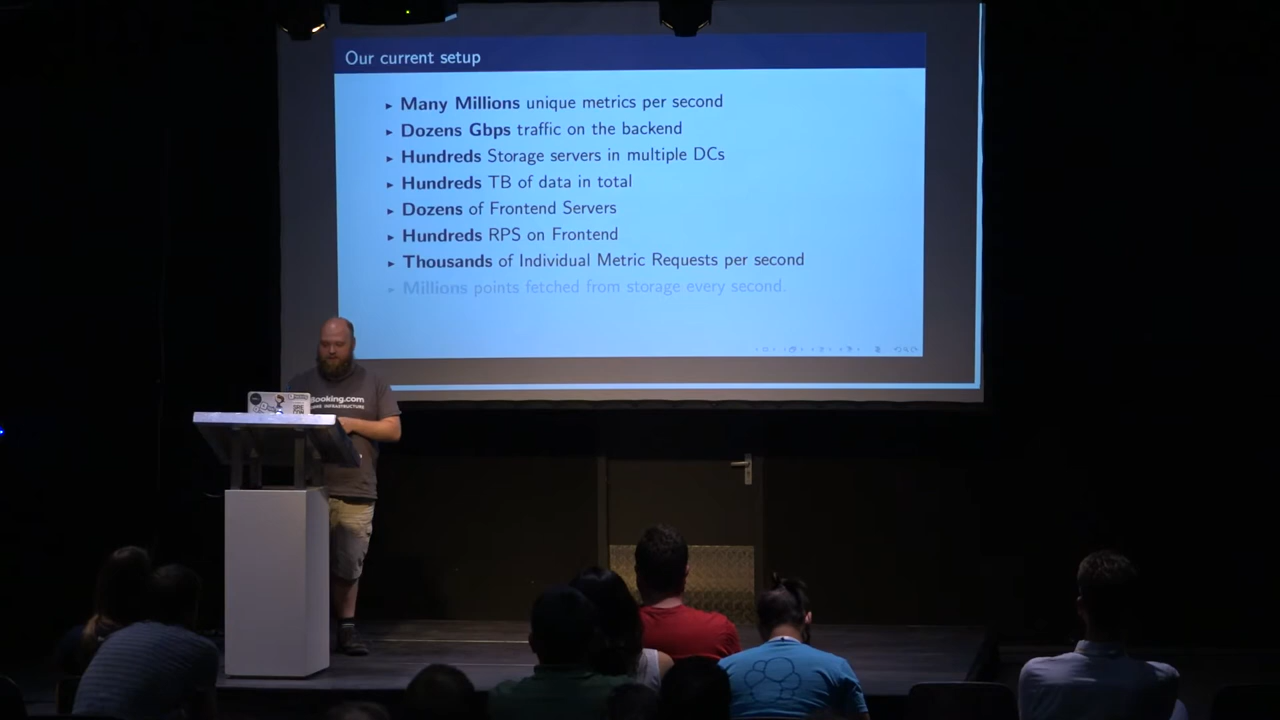 Our current setup
Many Millions unique metrics per second
Dozens Gbps traffic on the backend
Hundreds Storage servers in multiple DCs
Hundreds TB of data in total
Dozens of Frontend Servers
Hundreds RPS on Frontend
Thousands of Individual Metric Requests per second
Millions points fetched from storage every second.
Booking.com
INFRASTRUCTURE